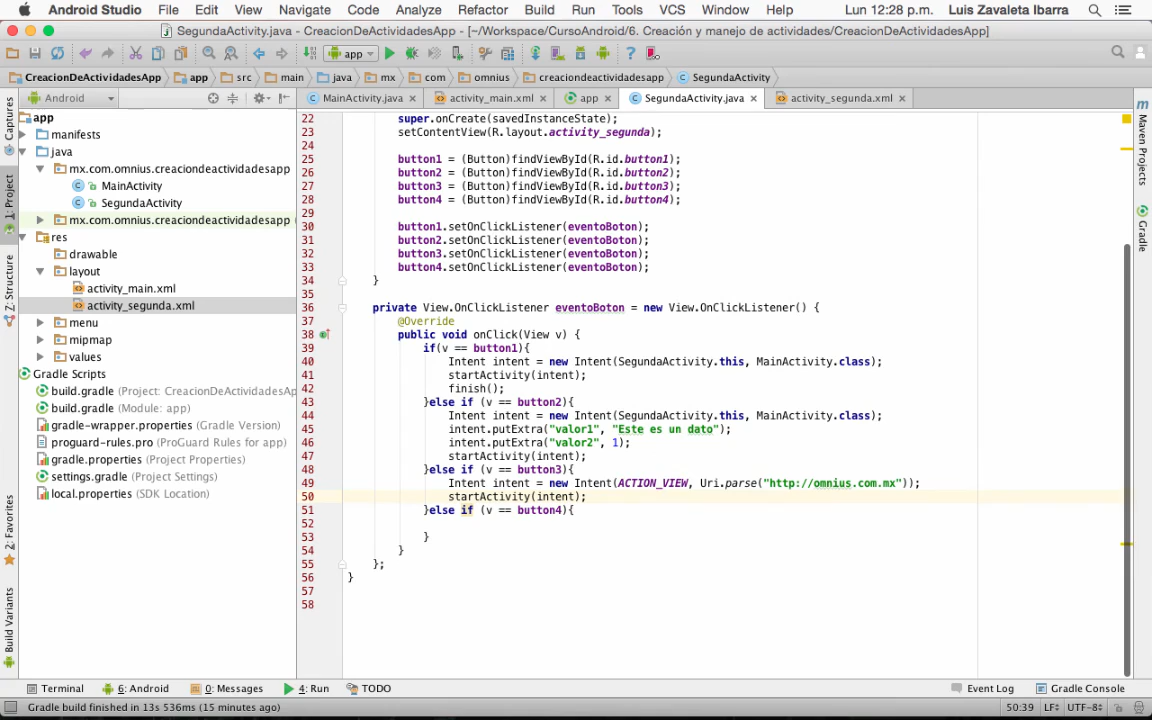 Android Studio File Edit View Navigate Code Analyze Refactor Build Run Tools VCS Window Help Lun 12:28 p.m. Luis Zavaleta Ibarra
SegundaActivity.java - CreacionDeActividadesApp - [~/Workspace/CursoAndroid/6. Creación y manejo de actividades/CreacionDeActividadesApp]
app
CreacionDeActividadesApp app src main java mx com omnius creaciondeactividadesapp SegundaActivity
Android
MainActivity.java activity_main.xml app SegundaActivity.java activity_segunda.xml
Captures
1: Project
Z: Structure
2: Favorites
Build Variants
app
manifests
java
mx.com.omnius.creaciondeactividadesapp
MainActivity
SegundaActivity
mx.com.omnius.creaciondeactividadesapp
res
drawable
layout
activity_main.xml
activity_segunda.xml
menu
mipmap
values
Gradle Scripts
build.gradle (Project: CreacionDeActividadesAp
build.gradle (Module: app)
gradle-wrapper.properties (Gradle Version)
proguard-rules.pro (ProGuard Rules for app)
gradle.properties (Project Properties)
settings.gradle (Project Settings)
local.properties (SDK Location)
22 super.onCreate(savedInstanceState);
23 setContentView(R.layout.activity_segunda);
24
25 button1 = (Button)findViewById(R.id.button1);
26 button2 = (Button)findViewById(R.id.button2);
27 button3 = (Button)findViewById(R.id.button3);
28 button4 = (Button)findViewById(R.id.button4);
29
30 button1.setOnClickListener(eventoBoton);
31 button2.setOnClickListener(eventoBoton);
32 button3.setOnClickListener(eventoBoton);
33 button4.setOnClickListener(eventoBoton);
34 }
35
36 private View.OnClickListener eventoBoton = new View.OnClickListener() {
37 @Override
38 public void onClick(View v) {
39 if(v == button1){
40 Intent intent = new Intent(SegundaActivity.this, MainActivity.class);
41 startActivity(intent);
42 finish();
43 }else if (v == button2){
44 Intent intent = new Intent(SegundaActivity.this, MainActivity.class);
45 intent.putExtra("valor1", "Este es un dato");
46 intent.putExtra("valor2", 1);
47 startActivity(intent);
48 }else if (v == button3){
49 Intent intent = new Intent(ACTION_VIEW, Uri.parse("http://omnius.com.mx"));
50 startActivity(intent);
51 }else if (v == button4){
52
53 }
54 }
55 };
56 }
57
58
Maven Projects
Gradle
Terminal 6: Android 0: Messages 4: Run TODO Event Log Gradle Console
Gradle build finished in 13s 536ms (15 minutes ago) 50:39 LF UTF-8